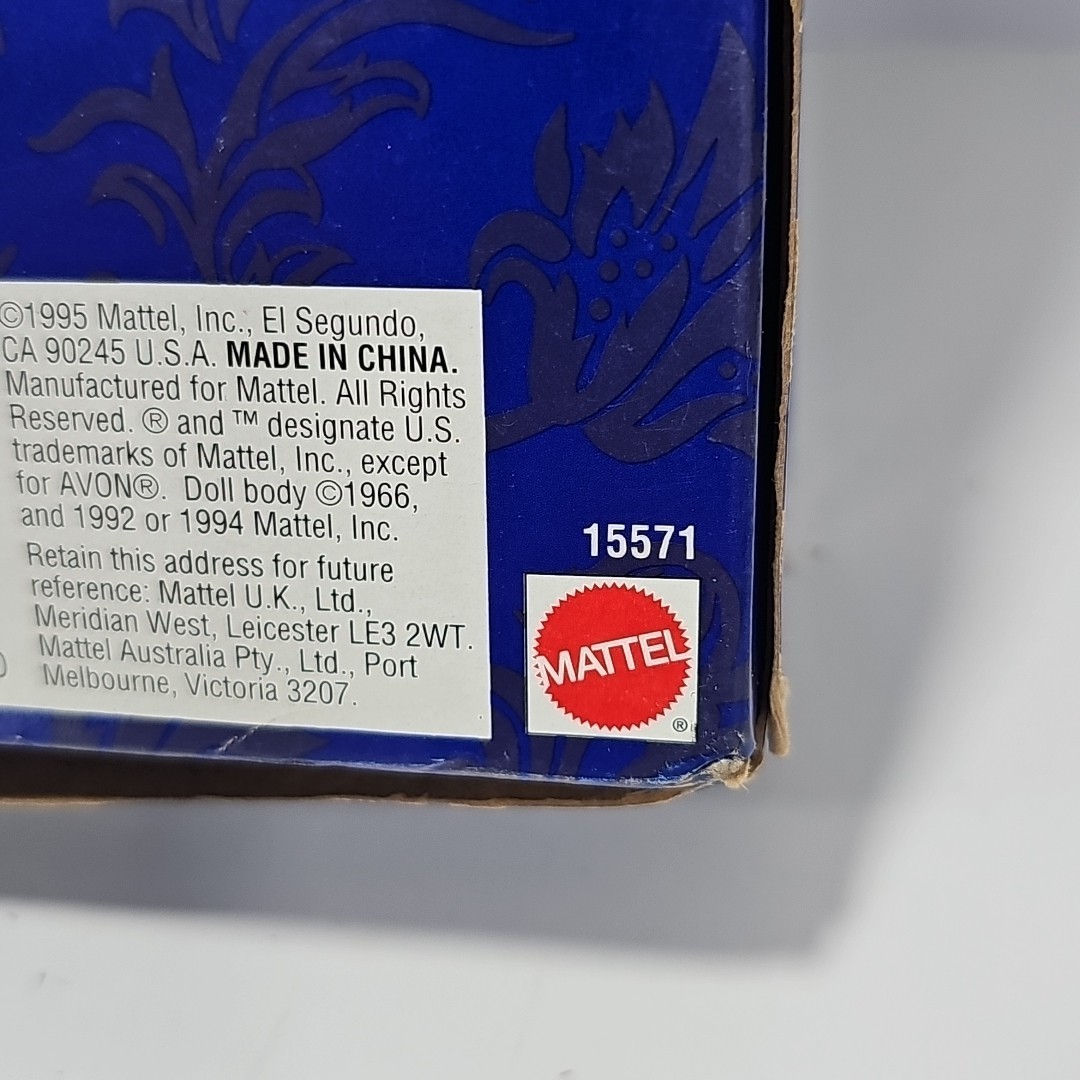 ©1995 Mattel, Inc., El Segundo,
CA 90245 U.S.A. MADE IN CHINA.
Manufactured for Mattel. All Rights
Reserved. ® and ™ designate U.S.
trademarks of Mattel, Inc., except
for AVON®. Doll body ©1966,
and 1992 or 1994 Mattel, Inc.
Retain this address for future
reference: Mattel U.K., Ltd.,
Meridian West, Leicester LE3 2WT.
Mattel Australia Pty., Ltd., Port
Melbourne, Victoria 3207.
15571
MATTEL
®